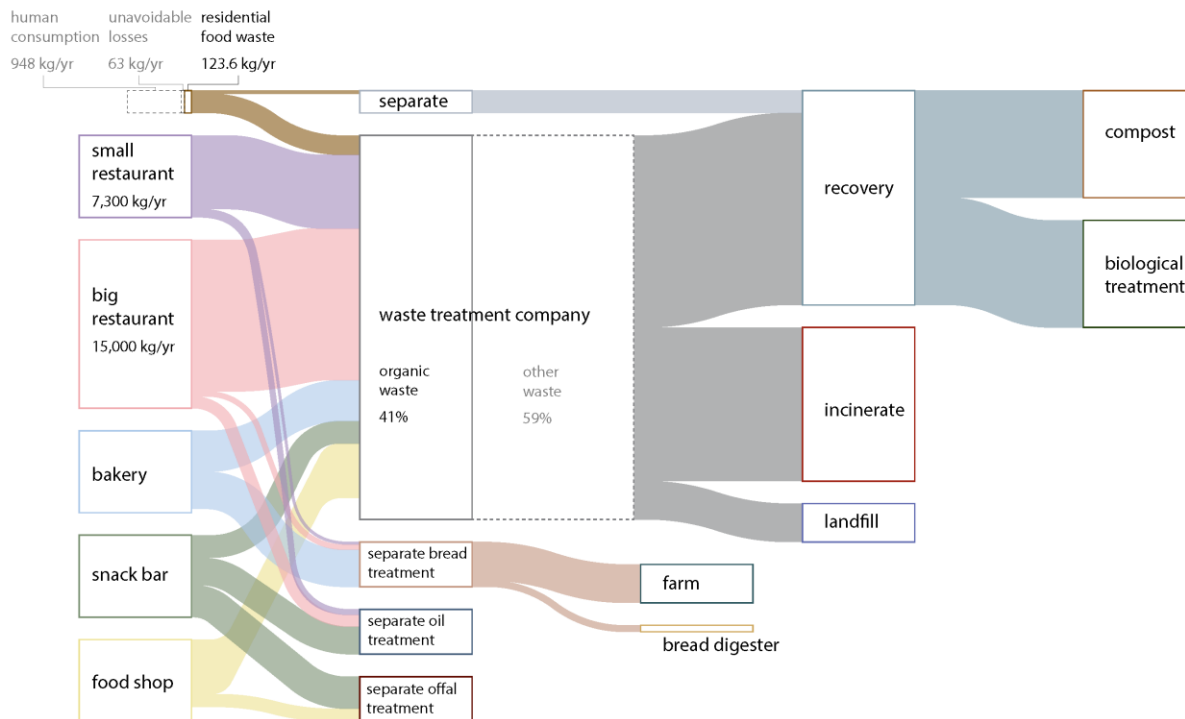 human
consumption
948 kg/yr
unavoidable
losses
63 kg/yr
residential
food waste
123.6 kg/yr
separate
small
restaurant
7,300 kg/yr
big
restaurant
15,000 kg/yr
bakery
snack bar
food shop
waste treatment company
organic
waste
41%
other
waste
59%
separate bread
treatment
separate oil
treatment
separate offal
treatment
recovery
incinerate
landfill
farm
bread digester
compost
biological
treatment